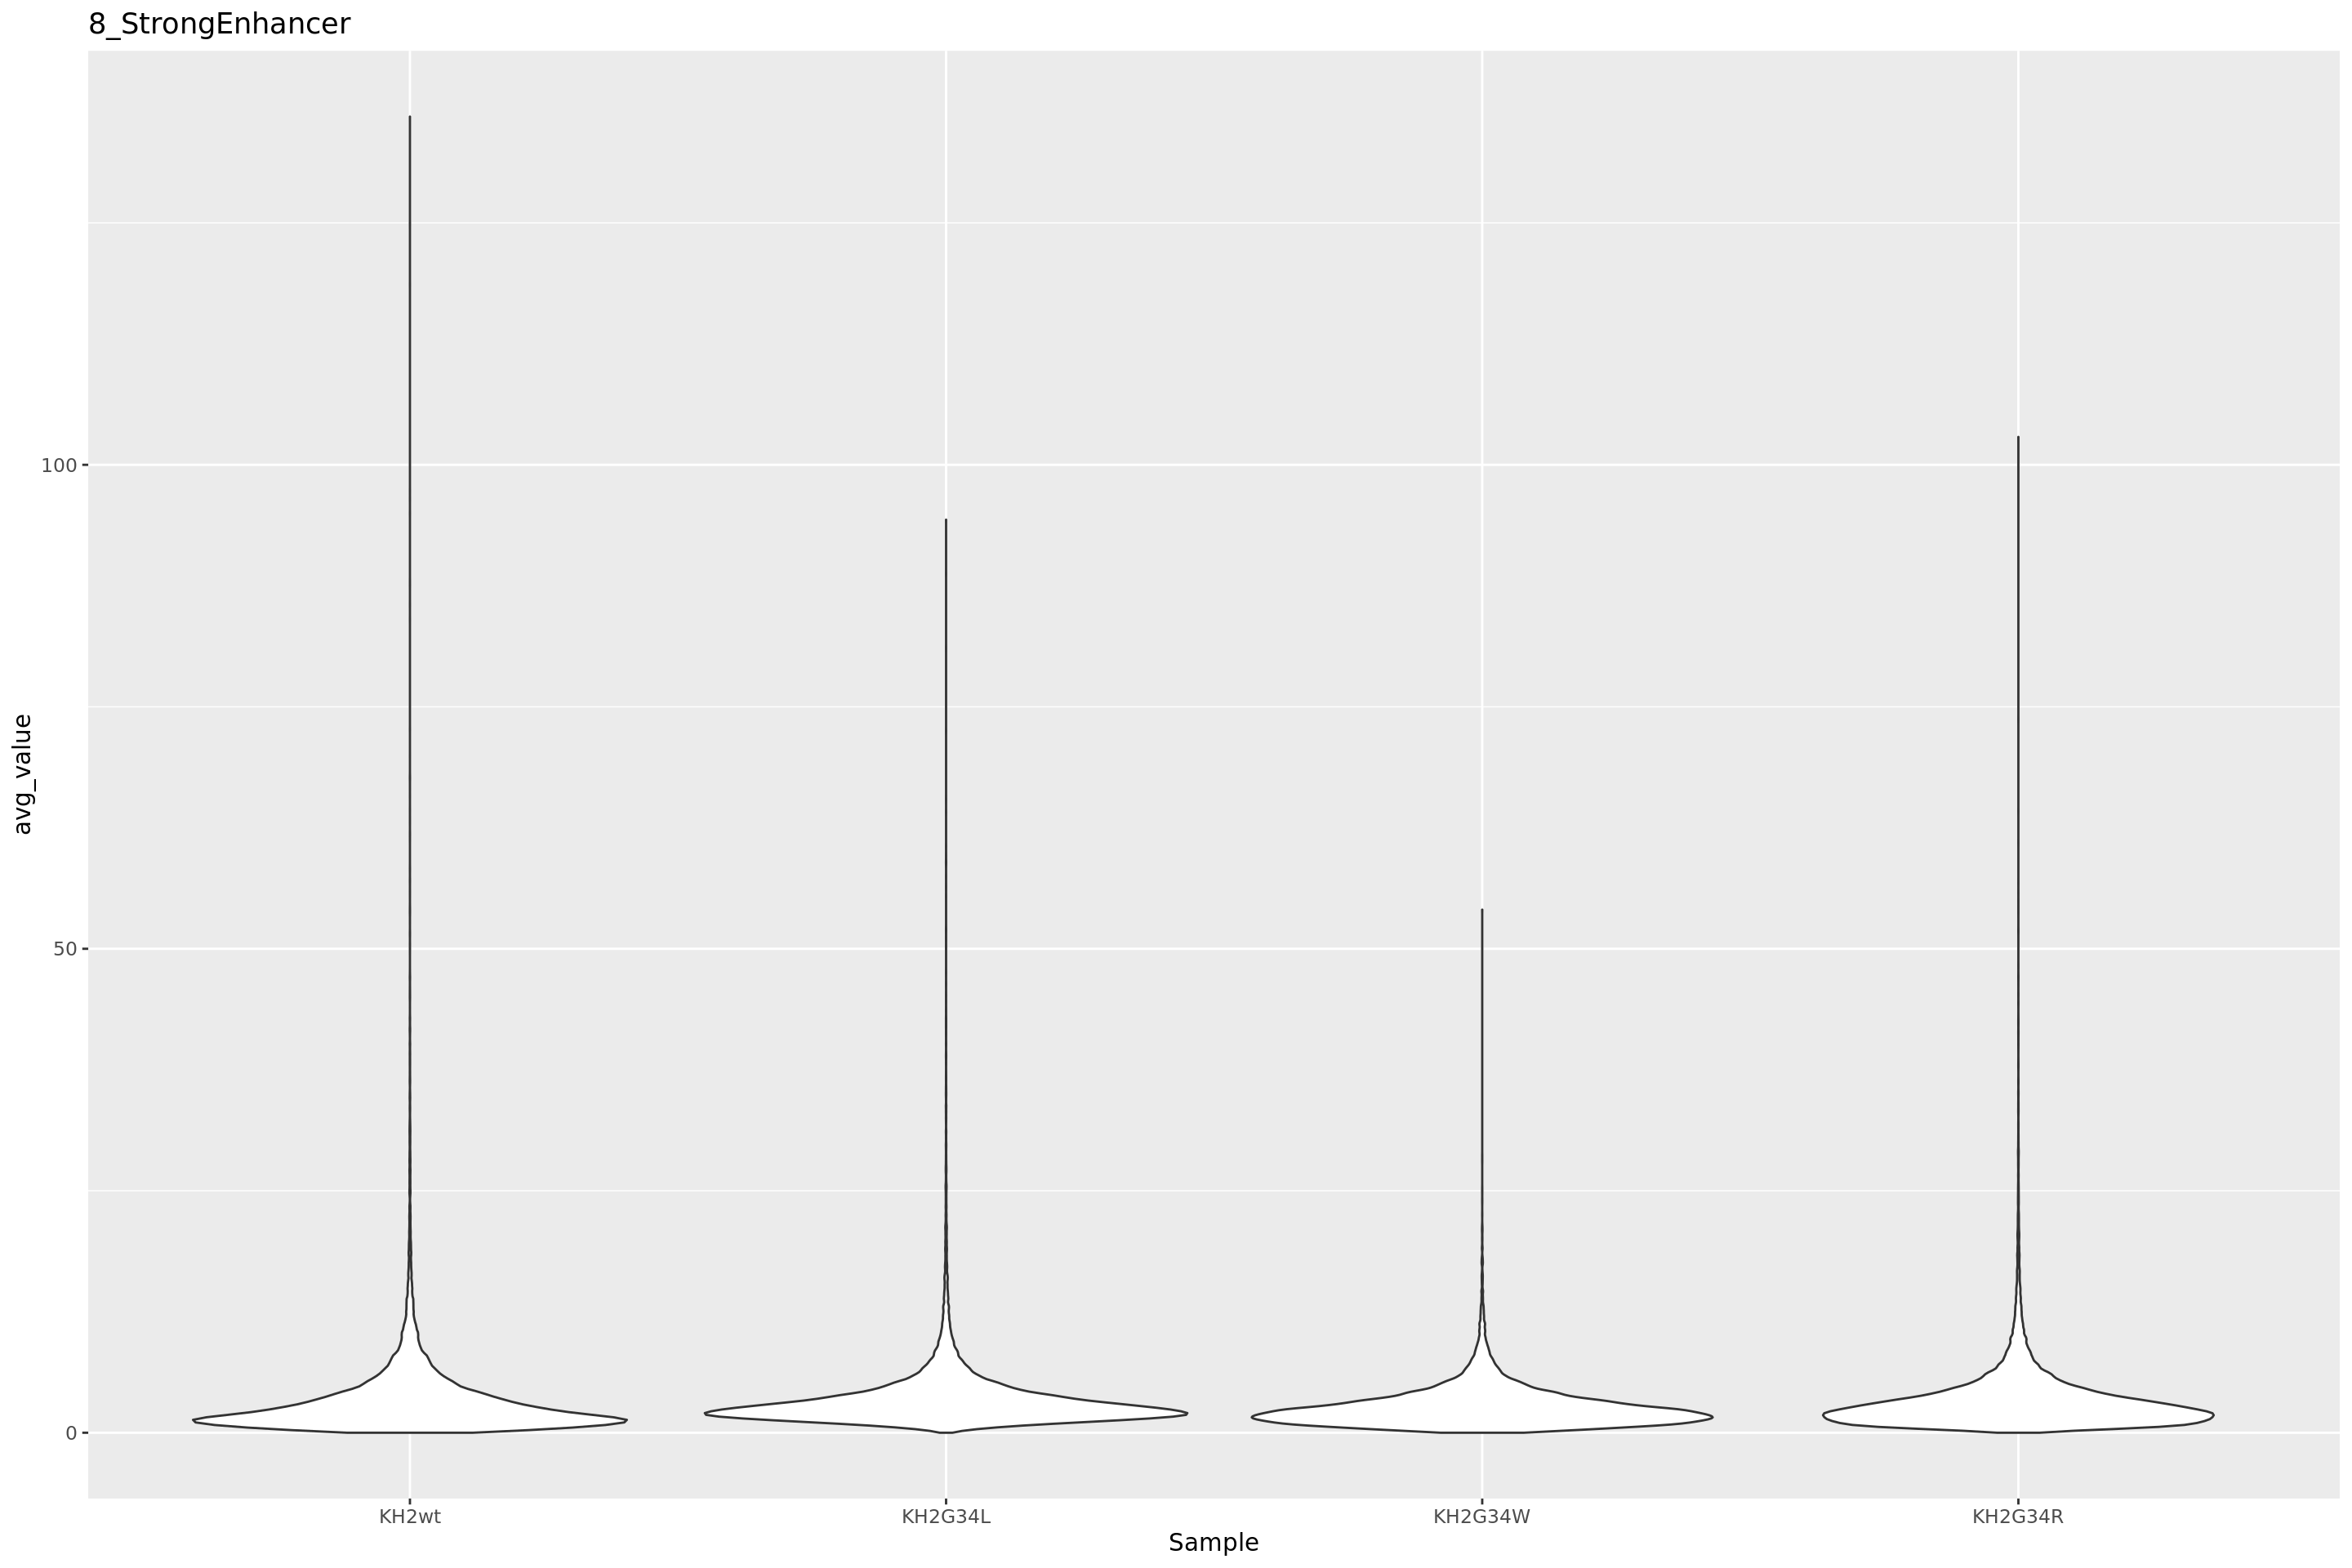 8_StrongEnhancer
avg_value
100
50
0
KH2wt
KH2G34L
KH2G34W
KH2G34R
Sample